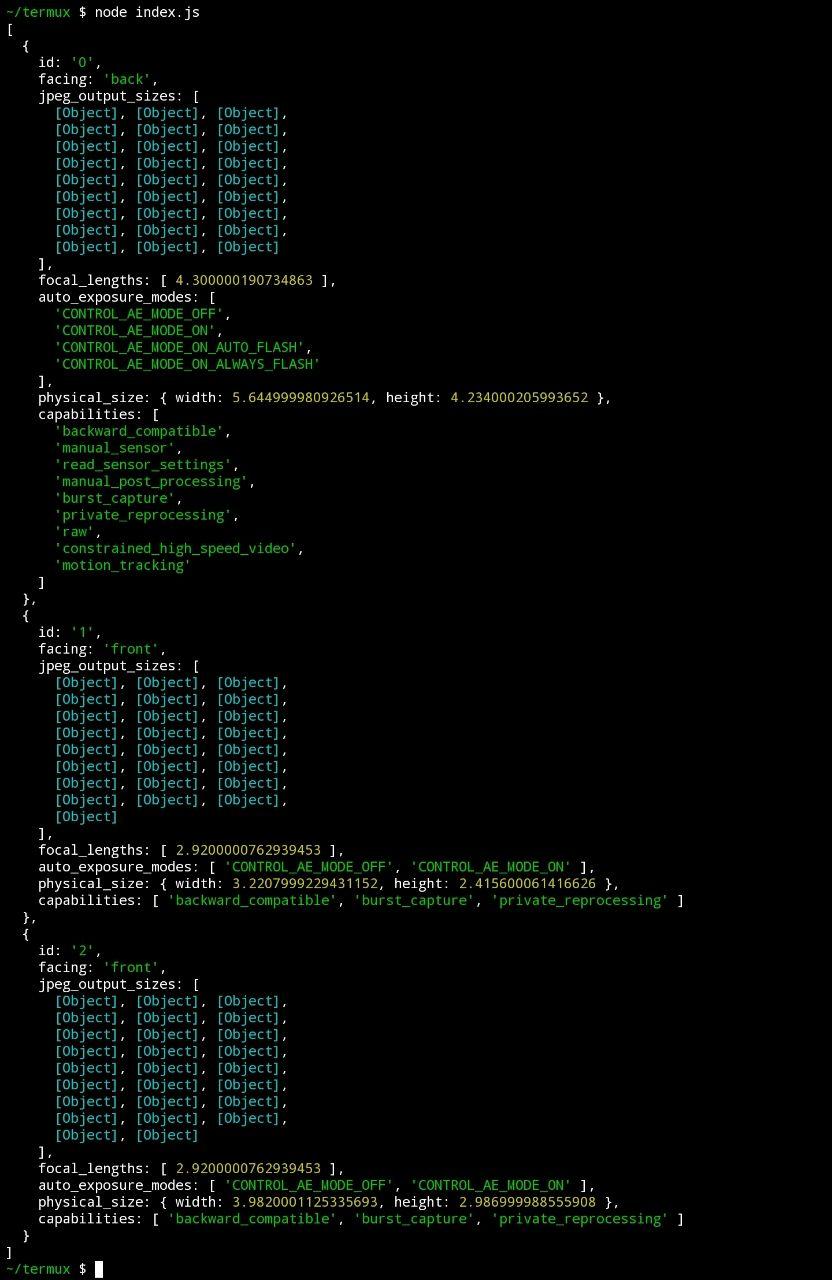 ~/termux $ node index.js
[
  {
    id: '0',
    facing: 'back',
    jpeg_output_sizes: [
      [Object], [Object], [Object],
      [Object], [Object], [Object],
      [Object], [Object], [Object],
      [Object], [Object], [Object],
      [Object], [Object], [Object],
      [Object], [Object], [Object],
      [Object], [Object], [Object],
      [Object], [Object], [Object],
      [Object], [Object], [Object]
    ],
    focal_lengths: [ 4.300000190734863 ],
    auto_exposure_modes: [
      'CONTROL_AE_MODE_OFF',
      'CONTROL_AE_MODE_ON',
      'CONTROL_AE_MODE_ON_AUTO_FLASH',
      'CONTROL_AE_MODE_ON_ALWAYS_FLASH'
    ],
    physical_size: { width: 5.644999980926514, height: 4.234000205993652 },
    capabilities: [
      'backward_compatible',
      'manual_sensor',
      'read_sensor_settings',
      'manual_post_processing',
      'burst_capture',
      'private_reprocessing',
      'raw',
      'constrained_high_speed_video',
      'motion_tracking'
    ]
  },
  {
    id: '1',
    facing: 'front',
    jpeg_output_sizes: [
      [Object], [Object], [Object],
      [Object], [Object], [Object],
      [Object], [Object], [Object],
      [Object], [Object], [Object],
      [Object], [Object], [Object],
      [Object], [Object], [Object],
      [Object], [Object], [Object],
      [Object], [Object], [Object],
      [Object]
    ],
    focal_lengths: [ 2.9200000762939453 ],
    auto_exposure_modes: [ 'CONTROL_AE_MODE_OFF', 'CONTROL_AE_MODE_ON' ],
    physical_size: { width: 3.2207999229431152, height: 2.415600061416626 },
    capabilities: [ 'backward_compatible', 'burst_capture', 'private_reprocessing' ]
  },
  {
    id: '2',
    facing: 'front',
    jpeg_output_sizes: [
      [Object], [Object], [Object],
      [Object], [Object], [Object],
      [Object], [Object], [Object],
      [Object], [Object], [Object],
      [Object], [Object], [Object],
      [Object], [Object], [Object],
      [Object], [Object], [Object],
      [Object], [Object], [Object],
      [Object], [Object]
    ],
    focal_lengths: [ 2.9200000762939453 ],
    auto_exposure_modes: [ 'CONTROL_AE_MODE_OFF', 'CONTROL_AE_MODE_ON' ],
    physical_size: { width: 3.9820001125335693, height: 2.986999988555908 },
    capabilities: [ 'backward_compatible', 'burst_capture', 'private_reprocessing' ]
  }
]
~/termux $